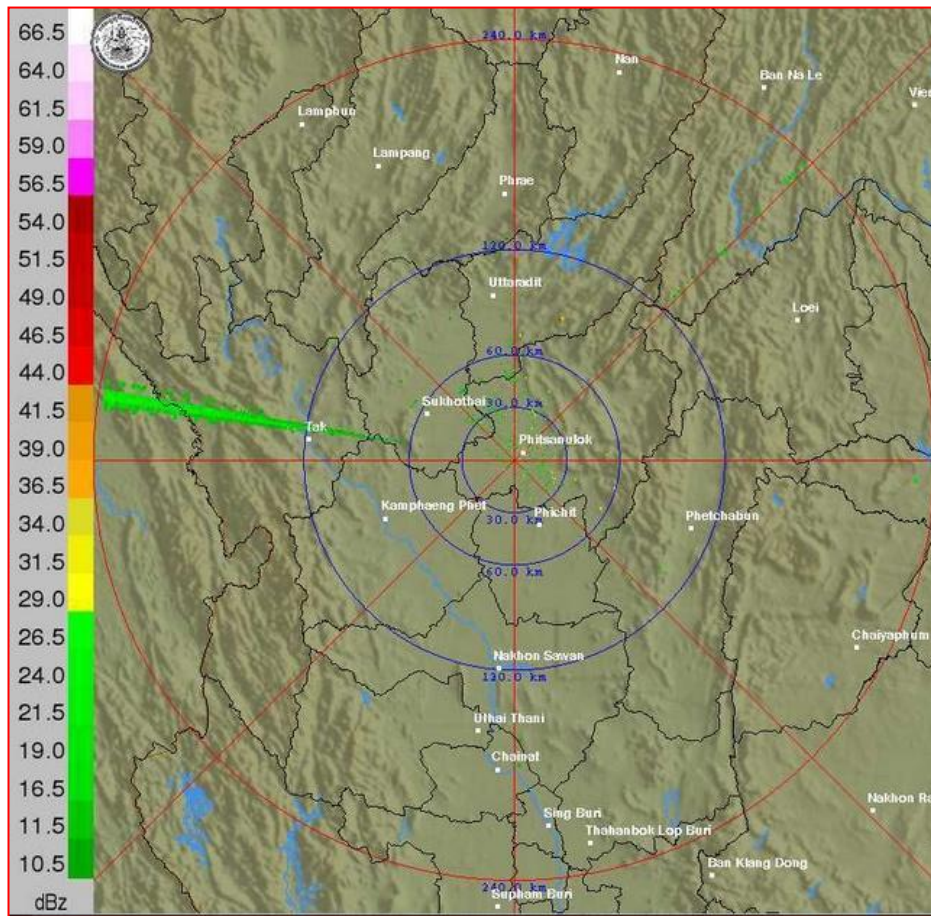 66.5
64.0
61.5
59.0
56.5
54.0
51.5
49.0
46.5
44.0
41.5
39.0
36.5
34.0
31.5
29.0
26.5
24.0
21.5
19.0
16.5
11.5
10.5
dBz
240.0 km
Nan
Ban Na Le
Vien
Lamphun
Lampang
Phrae
120.0 km
Uttaradit
Loei
60.0 km
Sukhothai
30.0 km
Tak
Phitsanulok
Kamphaeng Phet
Phichit
30.0 km
Phetchabun
60.0 km
Chaiyaphum
Nakhon Sawan
120.0 km
Uthai Thani
Chainat
Nakhon Ra
Sing Buri
Thahanbok Lop Buri
Ban Klang Dong
240.0 km
Supham Buri